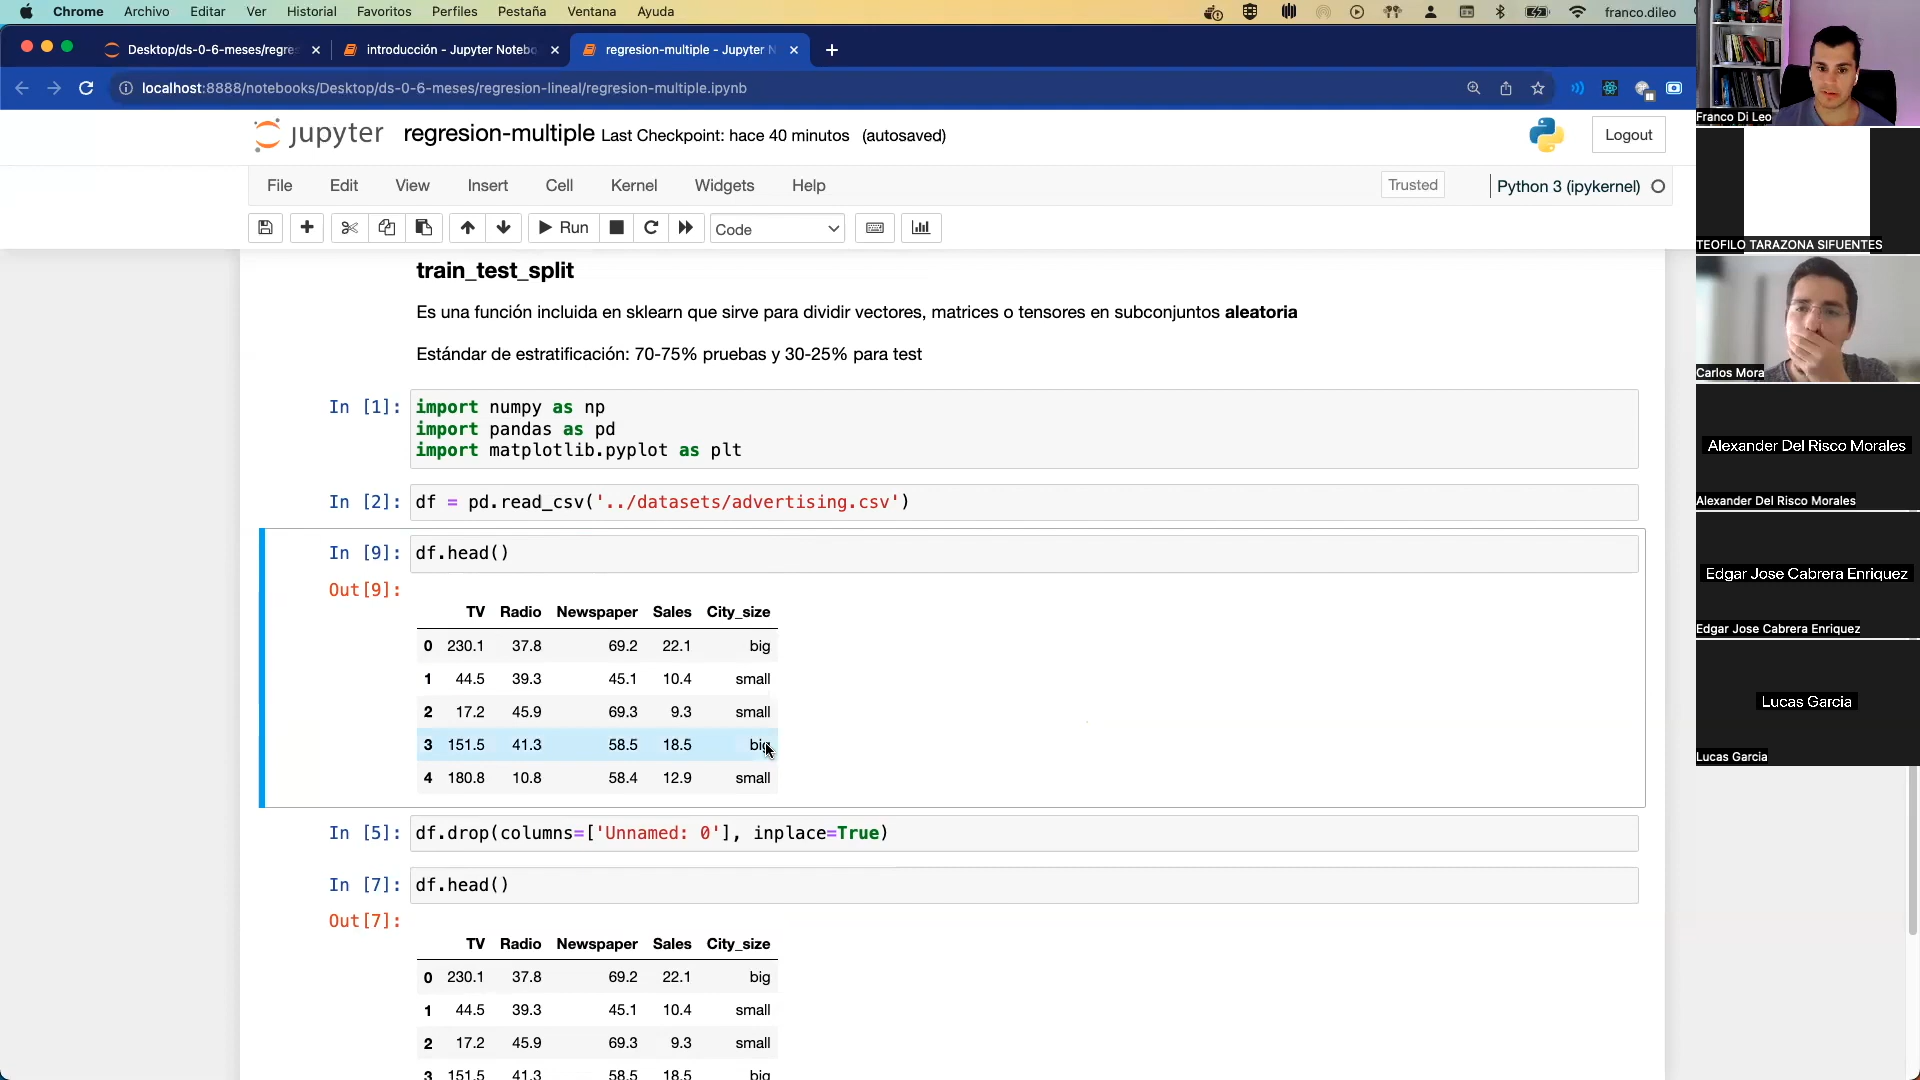 Chrome Archivo Editar Ver Historial Favoritos Perfiles Pestaña Ventana Ayuda franco.dileo
Desktop/ds-0-6-meses/regre
introducción - Jupyter Notebo
regresion-multiple - Jupyter N
localhost:8888/notebooks/Desktop/ds-0-6-meses/regresion-lineal/regresion-multiple.ipynb
jupyter regresion-multiple Last Checkpoint: hace 40 minutos (autosaved)
Logout
File Edit View Insert Cell Kernel Widgets Help
Trusted
Python 3 (ipykernel)
Run
Code
train_test_split
Es una función incluida en sklearn que sirve para dividir vectores, matrices o tensores en subconjuntos aleatoria
Estándar de estratificación: 70-75% pruebas y 30-25% para test
In [1]: import numpy as np
import pandas as pd
import matplotlib.pyplot as plt
In [2]: df = pd.read_csv('../datasets/advertising.csv')
In [9]: df.head()
Out[9]:
TV Radio Newspaper Sales City_size
0 230.1 37.8 69.2 22.1 big
1 44.5 39.3 45.1 10.4 small
2 17.2 45.9 69.3 9.3 small
3 151.5 41.3 58.5 18.5 big
4 180.8 10.8 58.4 12.9 small
In [5]: df.drop(columns=['Unnamed: 0'], inplace=True)
In [7]: df.head()
Out[7]:
TV Radio Newspaper Sales City_size
0 230.1 37.8 69.2 22.1 big
1 44.5 39.3 45.1 10.4 small
2 17.2 45.9 69.3 9.3 small
3 151.5 41.3 58.5 18.5 big
Franco Di Leo
TEOFILO TARAZONA SIFUENTES
Carlos Mora
Alexander Del Risco Morales
Alexander Del Risco Morales
Edgar Jose Cabrera Enriquez
Edgar Jose Cabrera Enriquez
Lucas Garcia
Lucas Garcia